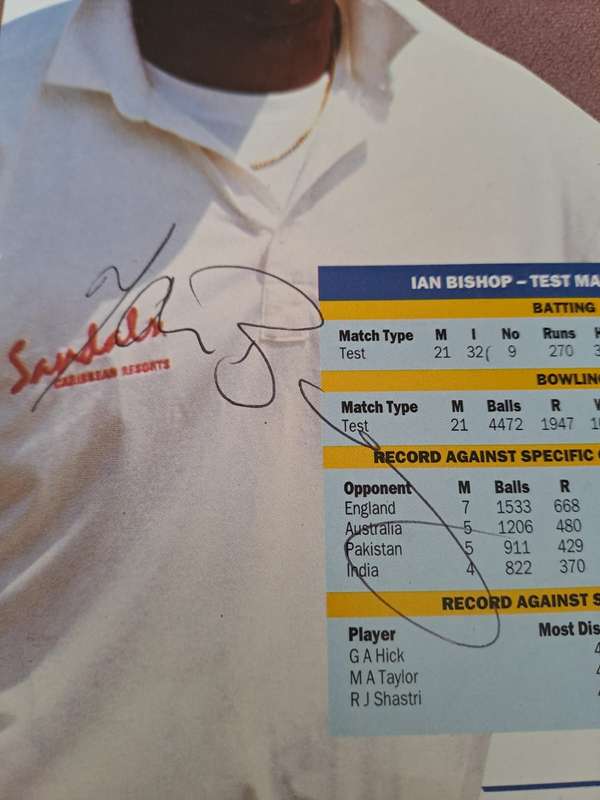 Sandals
CARIBBEAN RESORTS
IAN BISHOP – TEST MA
BATTING
Match Type M I No Runs H
Test 21 32( 9 270 3
BOWLIN
Match Type M Balls R W
Test 21 4472 1947 1
RECORD AGAINST SPECIFIC
Opponent M Balls R
England 7 1533 668
Australia 5 1206 480
Pakistan 5 911 429
India 4 822 370
RECORD AGAINST S
Player Most Dis
G A Hick
M A Taylor
R J Shastri